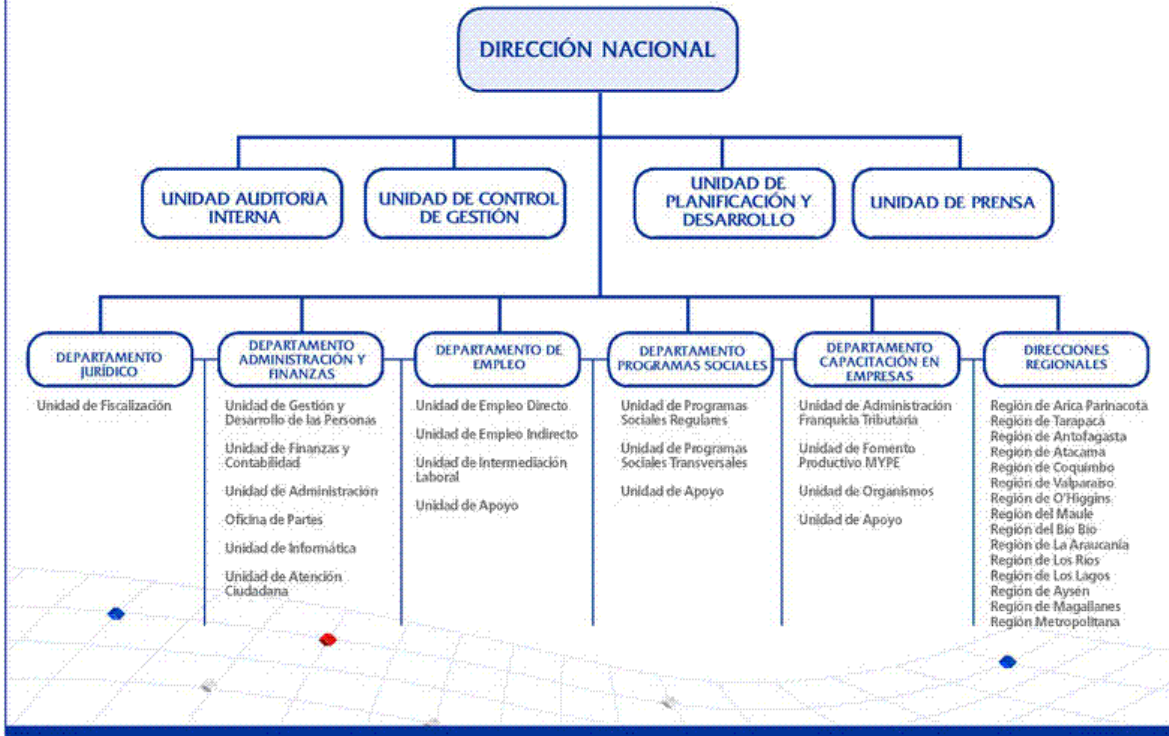 DIRECCIÓN NACIONAL
UNIDAD AUDITORIA
INTERNA
UNIDAD DE CONTROL
DE GESTIÓN
UNIDAD DE
PLANIFICACIÓN Y
DESARROLLO
UNIDAD DE PRENSA
DEPARTAMENTO
JURÍDICO
Unidad de Fiscalización
DEPARTAMENTO
ADMINISTRACIÓN Y
FINANZAS
Unidad de Gestión y
Desarrollo de las Personas
Unidad de Finanzas y
Contabilidad
Unidad de Administración
Oficina de Partes
Unidad de Informática
Unidad de Atención
Ciudadana
DEPARTAMENTO DE
EMPLEO
Unidad de Empleo Directo
Unidad de Empleo Indirecto
Unidad de Intermediación
Laboral
Unidad de Apoyo
DEPARTAMENTO
PROGRAMAS SOCIALES
Unidad de Programas
Sociales Regulares
Unidad de Programas
Sociales Transversales
Unidad de Apoyo
DEPARTAMENTO
CAPACITACIÓN EN
EMPRESAS
Unidad de Administración
Franquicia Tributaria
Unidad de Fomento
Productivo MYPE
Unidad de Organismos
Unidad de Apoyo
DIRECCIONES
REGIONALES
Región de Arica Parinacota
Región de Tarapacá
Región de Antofagasta
Región de Atacama
Región de Coquimbo
Región de Valparaíso
Región de O'Higgins
Región del Maule
Región del Bío Bío
Región de La Araucanía
Región de Los Ríos
Región de Los Lagos
Región de Aysén
Región de Magallanes
Región Metropolitana